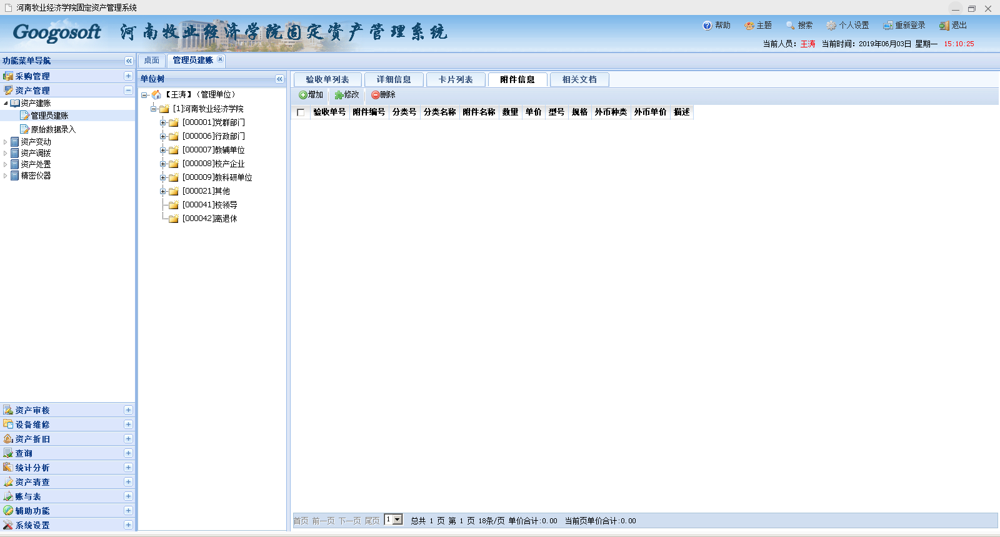 河南牧业经济学院固定资产管理系统
Googosoft 河南牧业经济学院固定资产管理系统
帮助 主题 搜索 个人设置 重新登录 退出
当前人员：王涛 当前时间：2019年06月03日 星期一 15:10:25
功能菜单导航
桌面 管理员建账
采购管理
资产管理
资产建账
管理员建账
原始数据录入
资产变动
资产调拨
资产处置
精密仪器
资产审核
设备维修
资产折旧
查询
统计分析
资产清查
账与表
辅助功能
系统设置
单位树
【王涛】（管理单位）
[1]河南牧业经济学院
[000001]党群部门
[000006]行政部门
[000007]教辅单位
[000008]校产企业
[000009]教科研单位
[000021]其他
[000041]校领导
[000042]离退休
验收单列表 详细信息 卡片列表 附件信息 相关文档
增加 修改 删除
验收单号 附件编号 分类号 分类名称 附件名称 数量 单价 型号 规格 外币种类 外币单价 描述
首页 前一页 下一页 尾页 1 总共 1 页 第 1 页 18条/页 单价合计:0.00 当前页单价合计:0.00